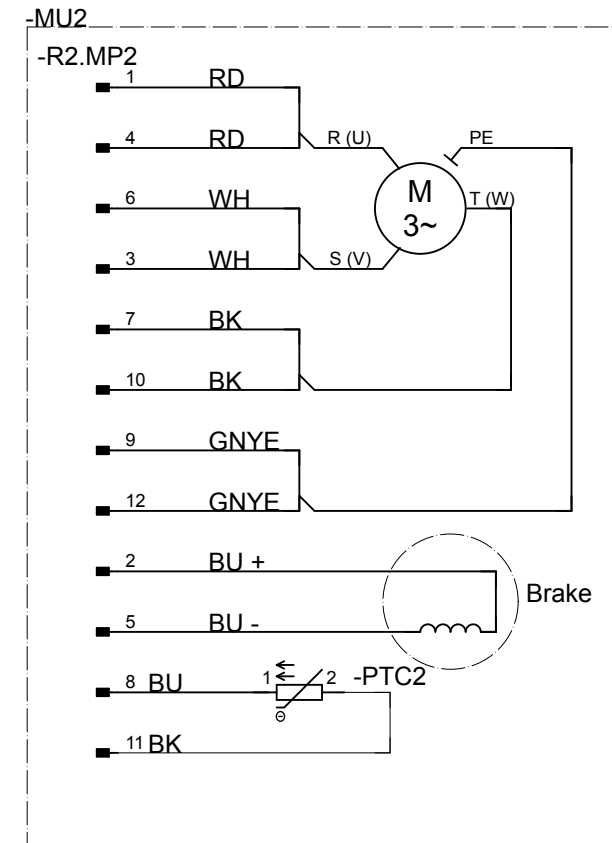 -MU2
-R2.MP2
1 RD
4 RD R (U) PE
M
3~
6 WH T (W)
3 WH S (V)
7 BK
10 BK
9 GNYE
12 GNYE
2 BU +
Brake
5 BU -
8 BU 1 2 -PTC2
Θ
11 BK